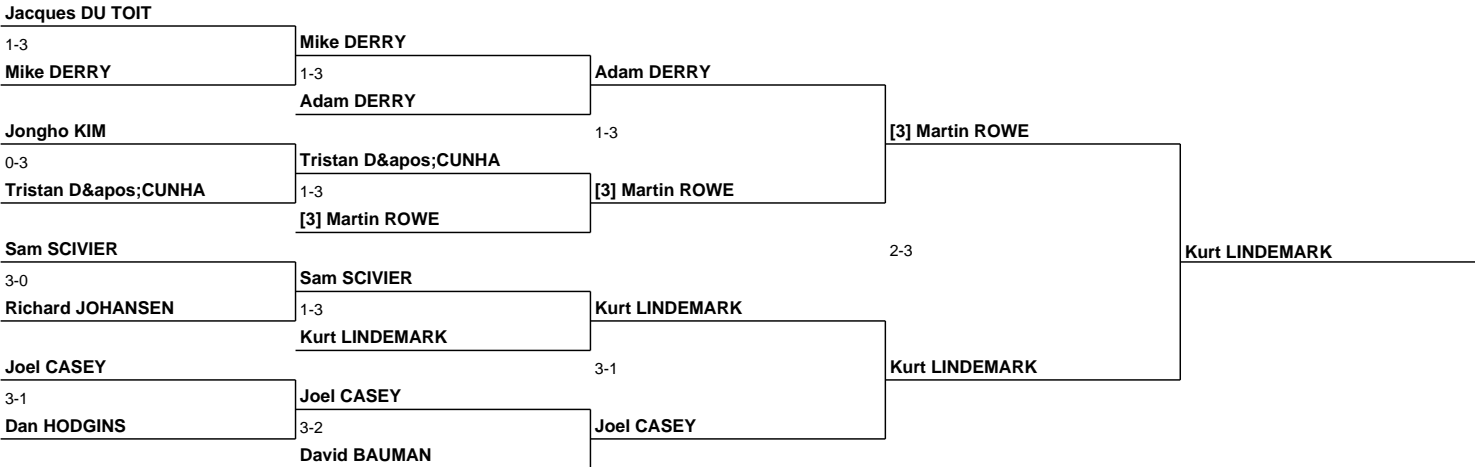 Jacques DU TOIT
1-3
Mike DERRY
Mike DERRY
1-3
Adam DERRY
Adam DERRY
Jongho KIM
1-3
[3] Martin ROWE
0-3
Tristan D&apos;CUNHA
Tristan D&apos;CUNHA
1-3
[3] Martin ROWE
[3] Martin ROWE
Sam SCIVIER
2-3
Kurt LINDEMARK
3-0
Sam SCIVIER
Richard JOHANSEN
1-3
Kurt LINDEMARK
Kurt LINDEMARK
Joel CASEY
3-1
Kurt LINDEMARK
3-1
Joel CASEY
Dan HODGINS
3-2
Joel CASEY
David BAUMAN